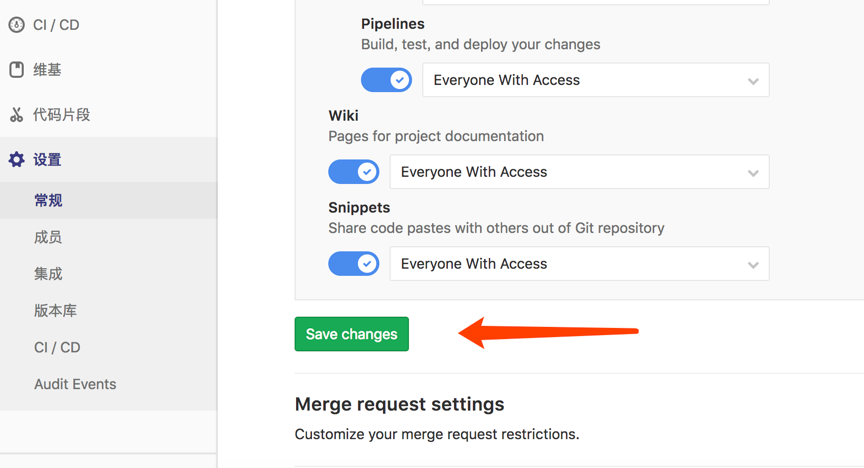 CI / CD
维基
代码片段
设置
常规
成员
集成
版本库
CI / CD
Audit Events
Pipelines
Build, test, and deploy your changes
Everyone With Access
Wiki
Pages for project documentation
Everyone With Access
Snippets
Share code pastes with others out of Git repository
Everyone With Access
Save changes
Merge request settings
Customize your merge request restrictions.